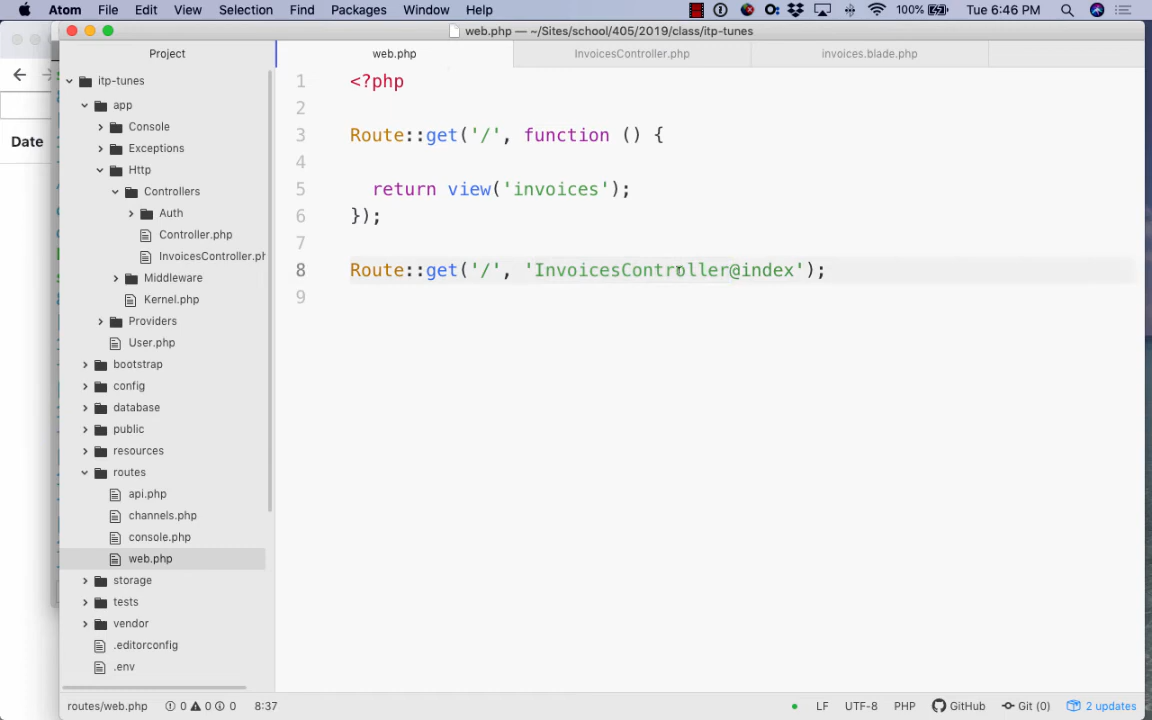 Atom File Edit View Selection Find Packages Window Help 100% Tue 6:46 PM
web.php — ~/Sites/school/405/2019/class/itp-tunes
Project web.php InvoicesController.php invoices.blade.php
Date
itp-tunes
app
Console
Exceptions
Http
Controllers
Auth
Controller.php
InvoicesController.ph
Middleware
Kernel.php
Providers
User.php
bootstrap
config
database
public
resources
routes
api.php
channels.php
console.php
web.php
storage
tests
vendor
.editorconfig
.env
1 <?php
2
3 Route::get('/', function () {
4
5 return view('invoices');
6 });
7
8 Route::get('/', 'InvoicesController@index');
9
routes/web.php 0 0 0 8:37 LF UTF-8 PHP GitHub Git (0) 2 updates